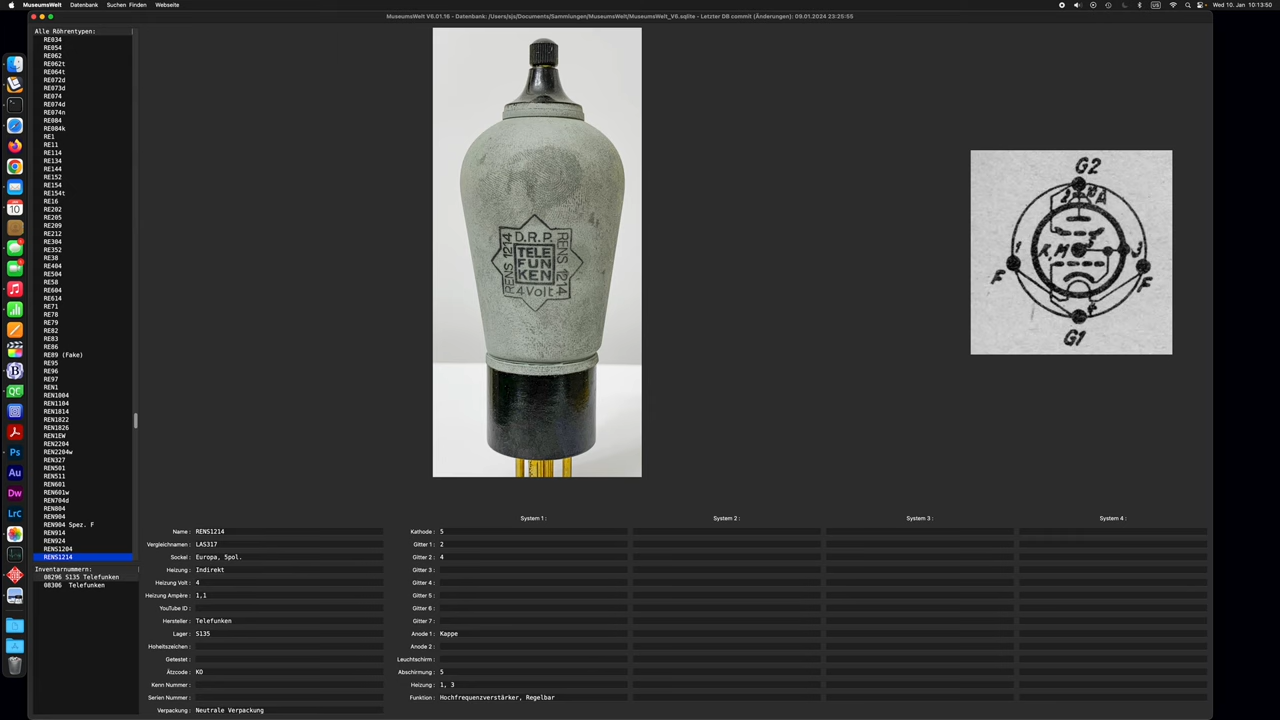 MuseumsWelt Datenbank Suchen Finden Webseite
US
Mid 10. Jan. 10:13:50
MuseumsWelt V6.01.16 - Datenbank: /Users/sjs/Documents/Sammlungen/MuseumsWelt/MuseumsWelt_V6.sqlite - Letzter DB commit (Änderungen): 09.01.2024 23:25:55
Alle Röhrentypen:
RE034
RE054
RE062
RE062t
RE064t
RE072d
RE073d
RE074
RE074d
RE074n
RE084
RE084k
RE1
RE11
RE114
RE134
RE144
RE152
RE154
RE154t
RE16
RE202
RE205
RE209
RE212
RE304
RE352
RE38
RE404
RE504
RE58
RE604
RE614
RE71
RE78
RE79
RE82
RE83
RE86
RE89 (Fake)
RE95
RE96
RE97
REN1
REN1004
REN1104
REN1814
REN1822
REN1826
REN1EW
REN2204
REN2204w
REN327
REN501
REN511
REN601
REN601w
REN704d
REN804
REN904
REN904 Spez. F
REN914
REN924
RENS1204
RENS1214
Inventarnummern:
08296 S135 Telefunken
08306 Telefunken
D.R.P.
RENS 1214
TELE
FUN
KEN
RENS 1214
4 Volt
G2
A
K,M
1
3
F
F
G1
System 1 : System 2 : System 3 : System 4 :
Name : RENS1214
Vergleichnamen : LAS317
Sockel : Europa, 5pol.
Heizung : Indirekt
Heizung Volt : 4
Heizung Ampère : 1,1
YouTube ID :
Hersteller : Telefunken
Lager : S135
Hoheitszeichen :
Getestet :
Ätzcode : KO
Kenn Nummer :
Serien Nummer :
Verpackung : Neutrale Verpackung
Kathode : 5
Gitter 1 : 2
Gitter 2 : 4
Gitter 3 :
Gitter 4 :
Gitter 5 :
Gitter 6 :
Gitter 7 :
Anode 1 : Kappe
Anode 2 :
Leuchtschirm :
Abschirmung : 5
Heizung : 1, 3
Funktion : Hochfrequenzverstärker, Regelbar